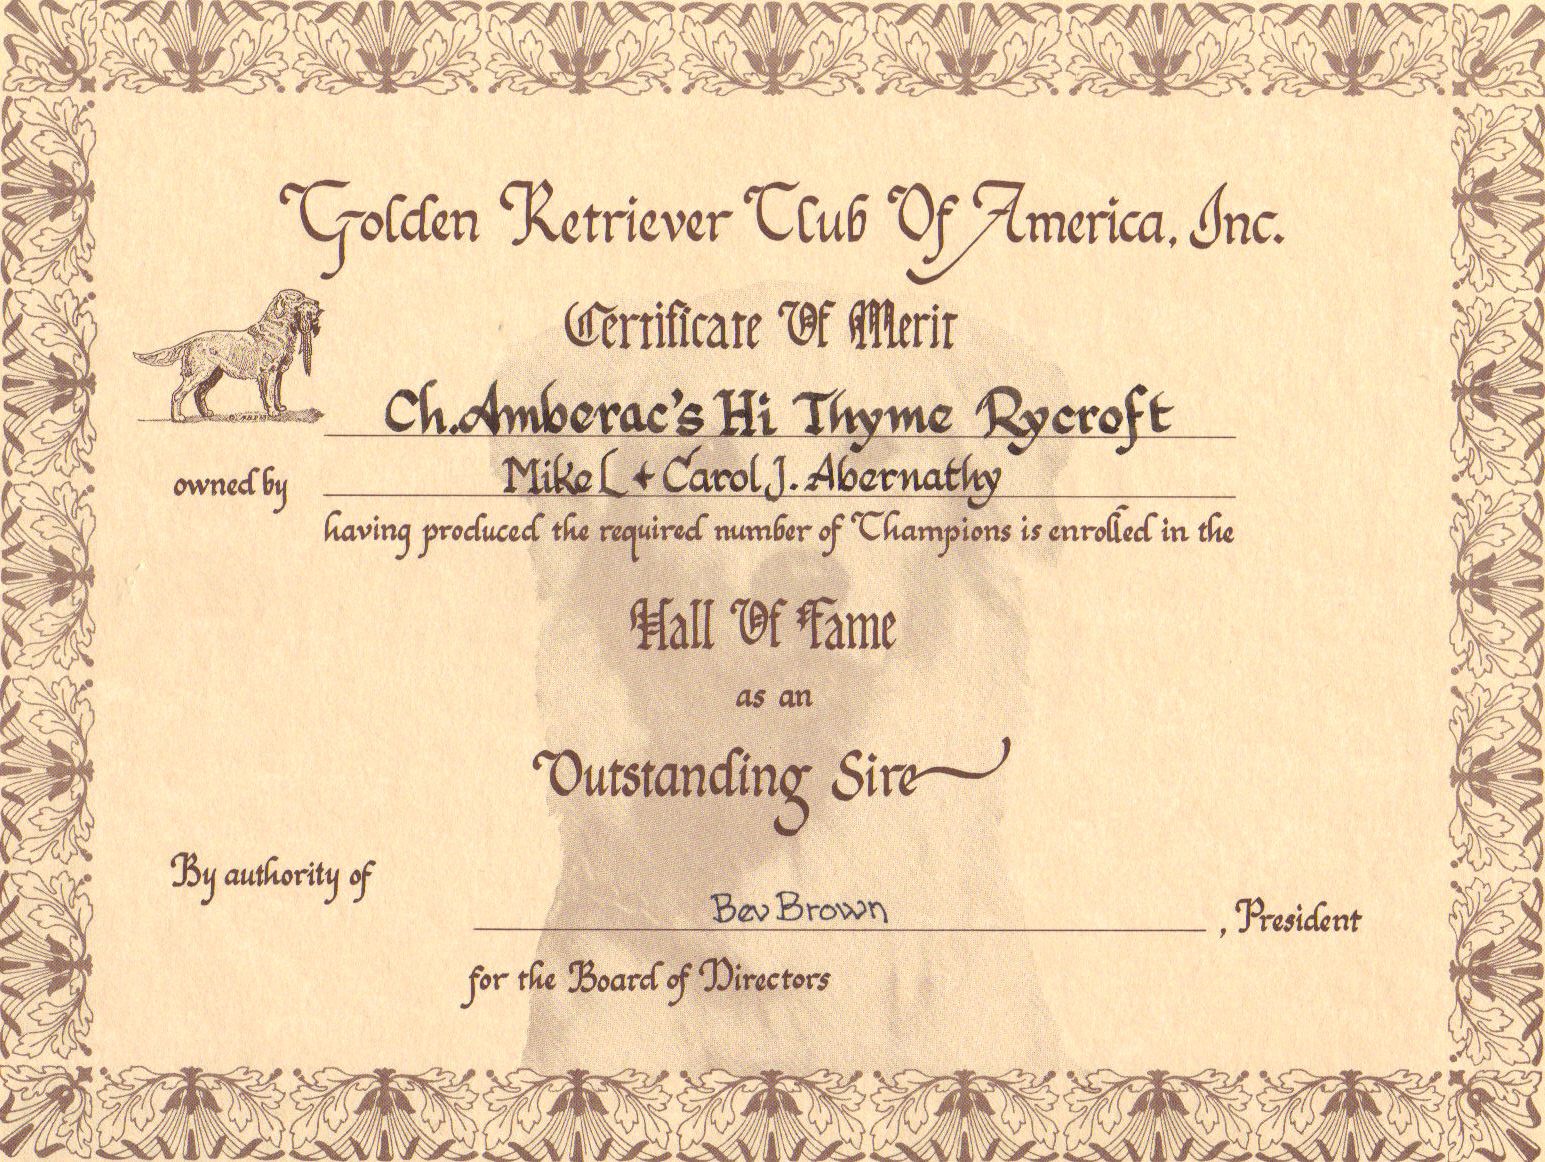 Golden Retriever Club Of America, Inc.
Certificate Of Merit
Ch. Amberac's Hi Thyme Rycroft
owned by Mike L + Carol J. Abernathy
having produced the required number of Champions is enrolled in the
Hall Of Fame
as an
Outstanding Sire
By authority of
Bev Brown, President
for the Board of Directors